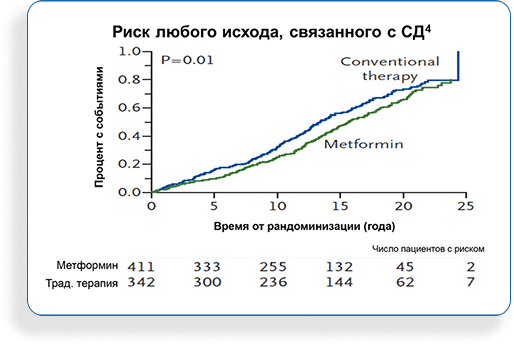 Риск любого исхода, связанного с СД4
Процент с событиями
1.0
0.8
0.6
0.4
0.2
0.0
P=0.01
Conventional
therapy
Metformin
0 5 10 15 20 25
Время от рандоминизации (года)
Число пациентов с риском
Метформин 411 333 255 132 45 2
Трад. терапия 342 300 236 144 62 7